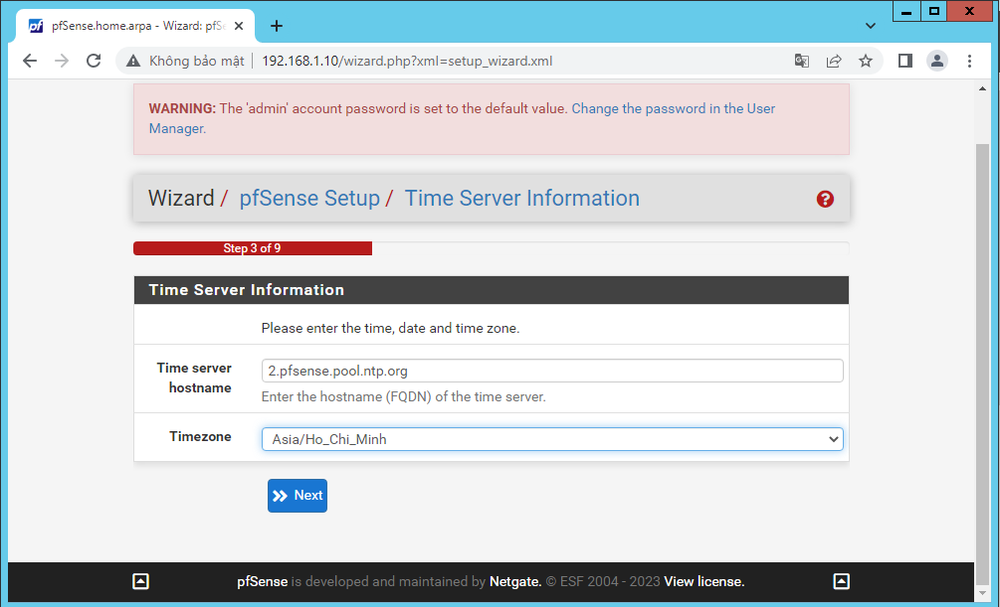 pf pfSense.home.arpa - Wizard: pfS
Không bảo mật 192.168.1.10/wizard.php?xml=setup_wizard.xml
WARNING: The 'admin' account password is set to the default value. Change the password in the User
Manager.
Wizard / pfSense Setup / Time Server Information
Step 3 of 9
Time Server Information
Please enter the time, date and time zone.
Time server
hostname
2.pfsense.pool.ntp.org
Enter the hostname (FQDN) of the time server.
Timezone
Asia/Ho_Chi_Minh
Next
pfSense is developed and maintained by Netgate. © ESF 2004 - 2023 View license.